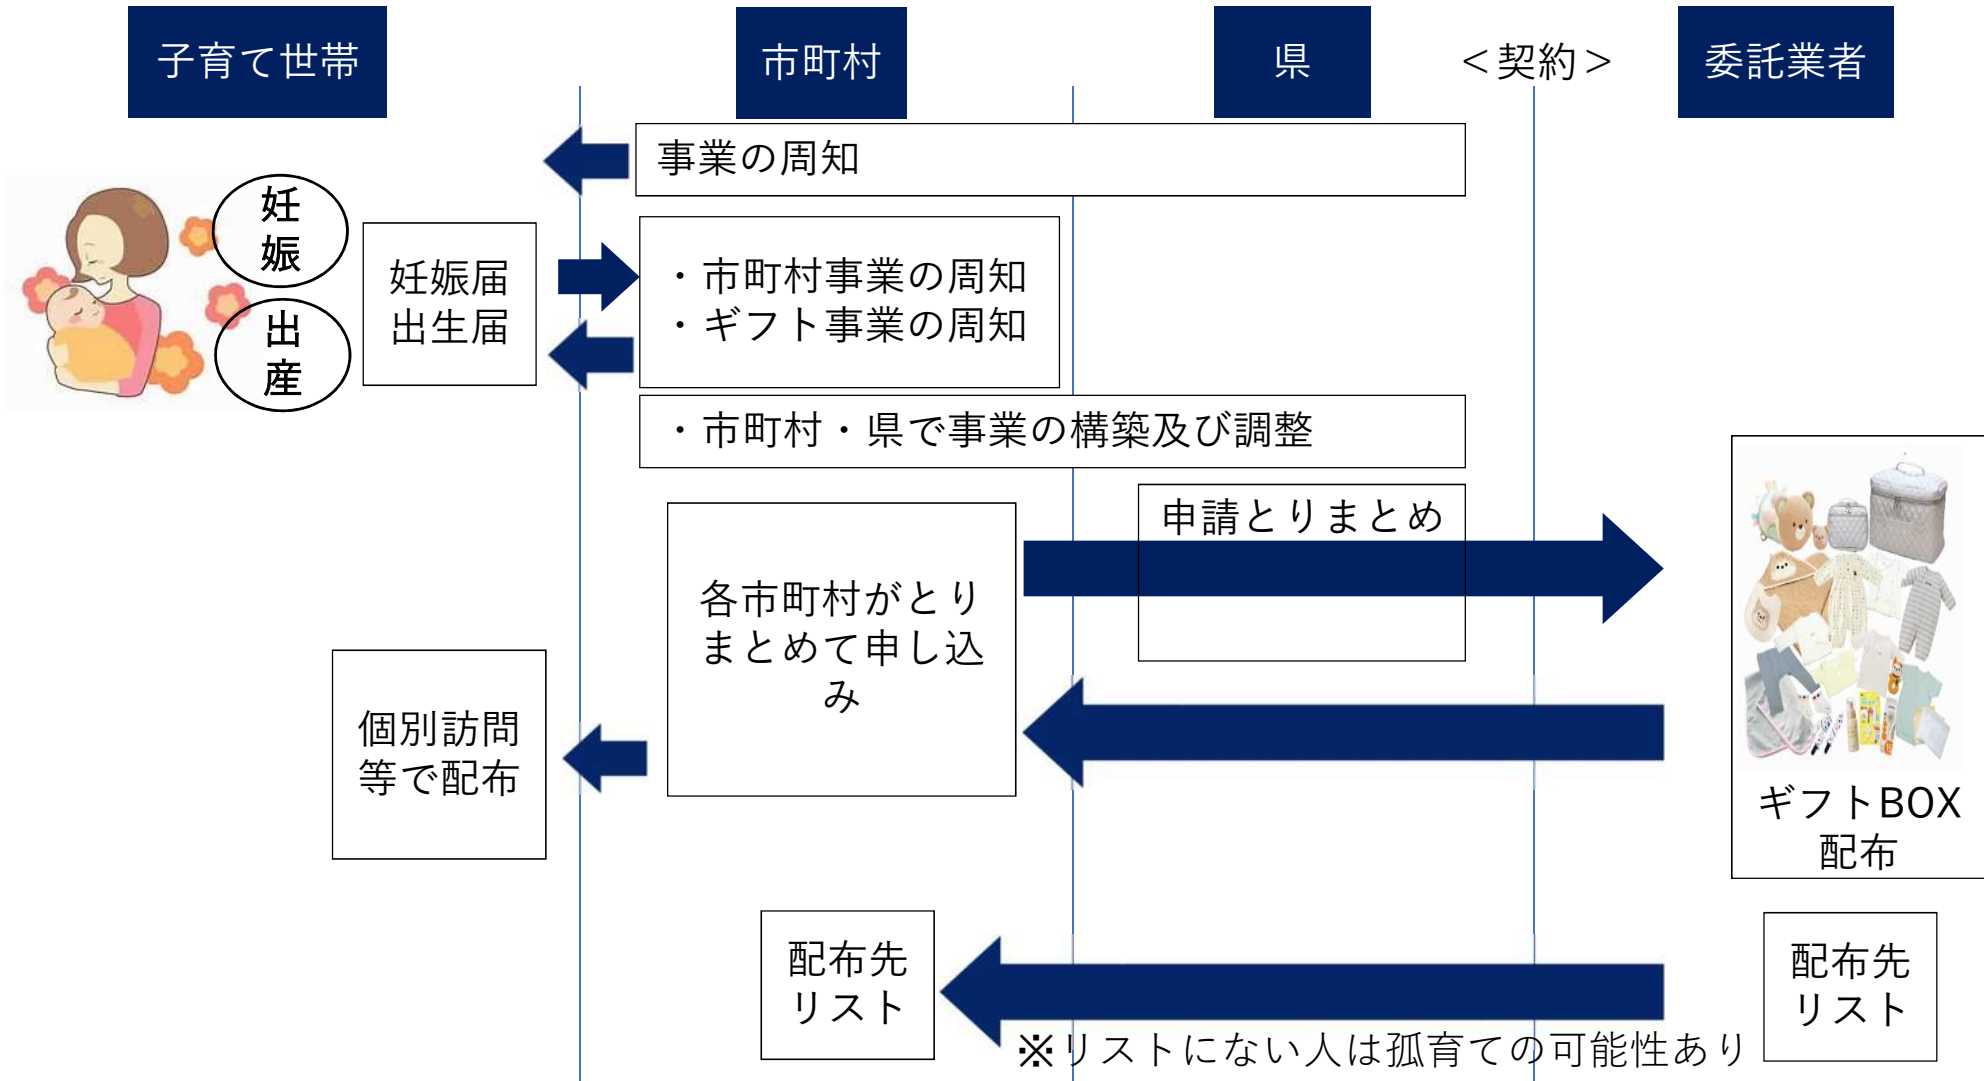 子育て世帯
市町村
県
＜契約＞
委託業者
事業の周知
妊
娠
出
産
妊娠届
出生届
・市町村事業の周知
・ギフト事業の周知
・市町村・県で事業の構築及び調整
申請とりまとめ
各市町村がとり
まとめて申し込
み
個別訪問
等で配布
ギフトBOX
配布
配布先
リスト
配布先
リスト
※リストにない人は孤育ての可能性あり